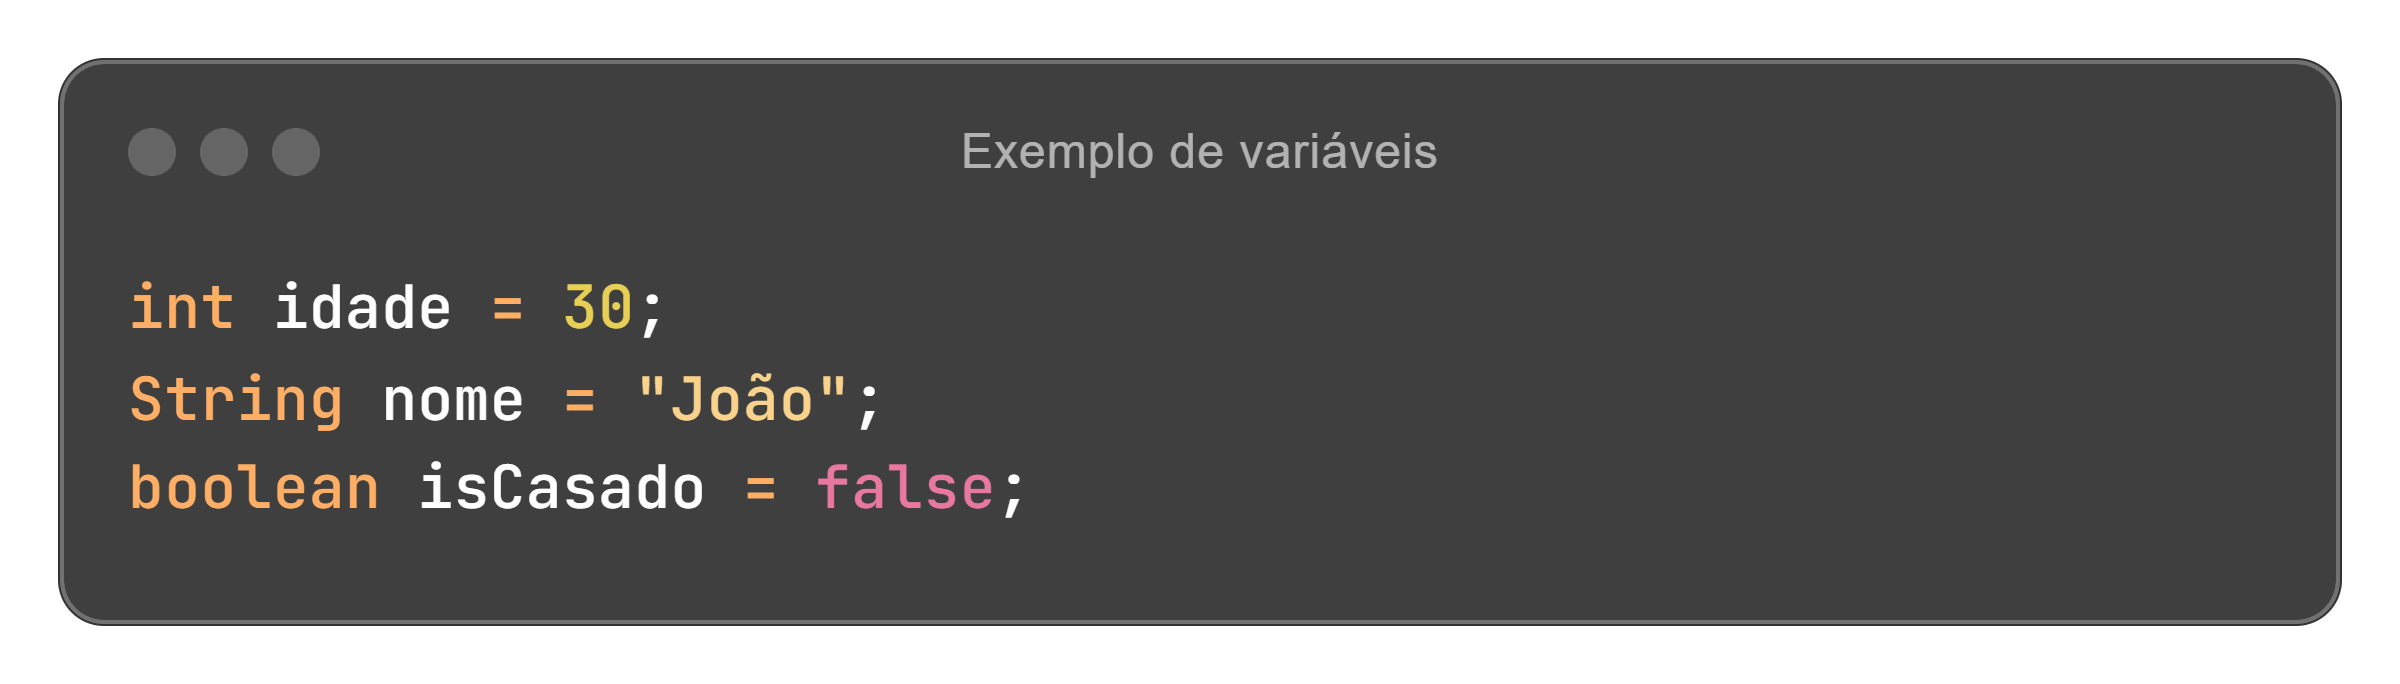 Exemplo de variáveis
int idade = 30;
String nome = "João";
boolean isCasado = false;